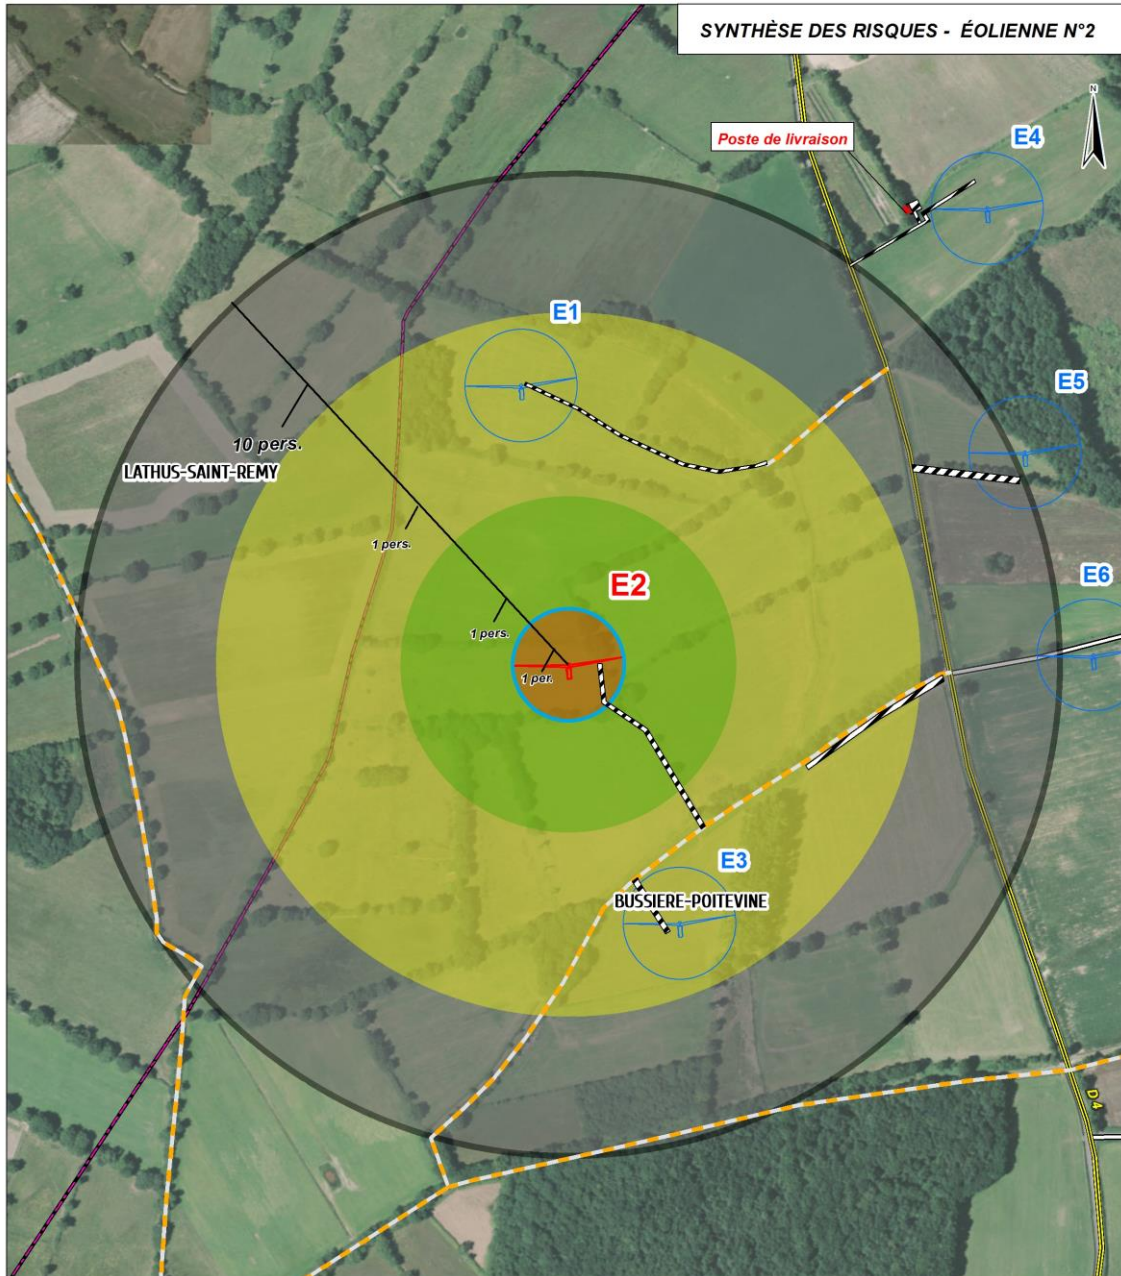 SYNTHÈSE DES RISQUES - ÉOLIENNE N°2
N
Poste de livraison
E4
E1
E5
10 pers.
LATHUS-SAINT-REMY
1 pers.
E2
E6
1 pers.
1 per.
E3
BUSSIERE-POITEVINE
D 4